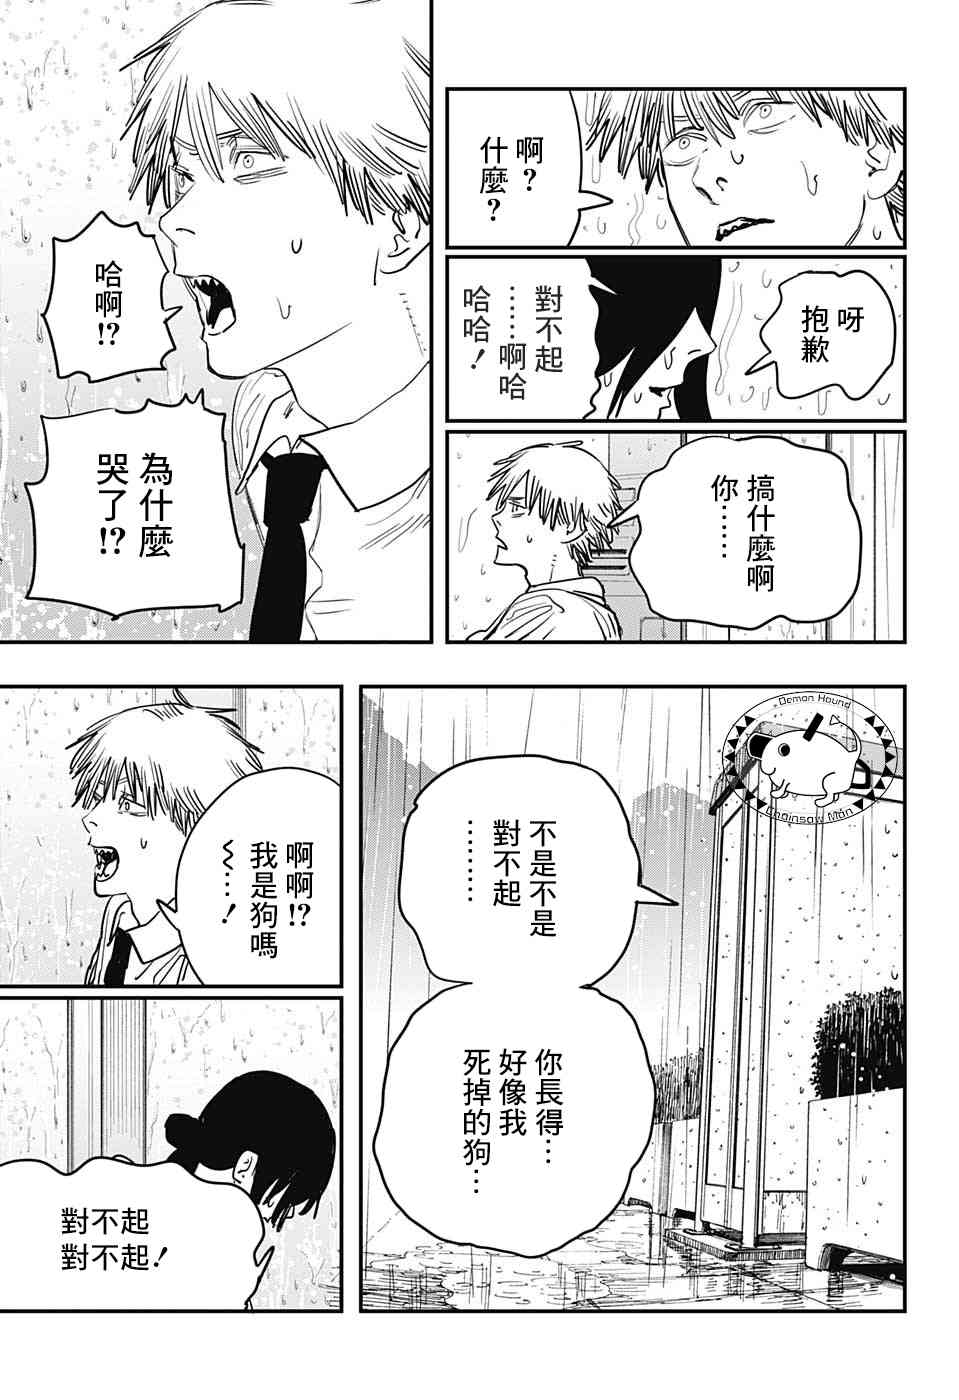 啊？
什麼？
呀
抱歉
對不起
……啊哈
哈哈！
搞什麼啊
你……
哈
啊!?
為什麼
哭了!?
Demon Hound
Chainsaw Man
不是不是
對不起
………
你長得…
好像我
死掉的狗…
啊啊!?
我是狗嗎
～…！
對不起
對不起！